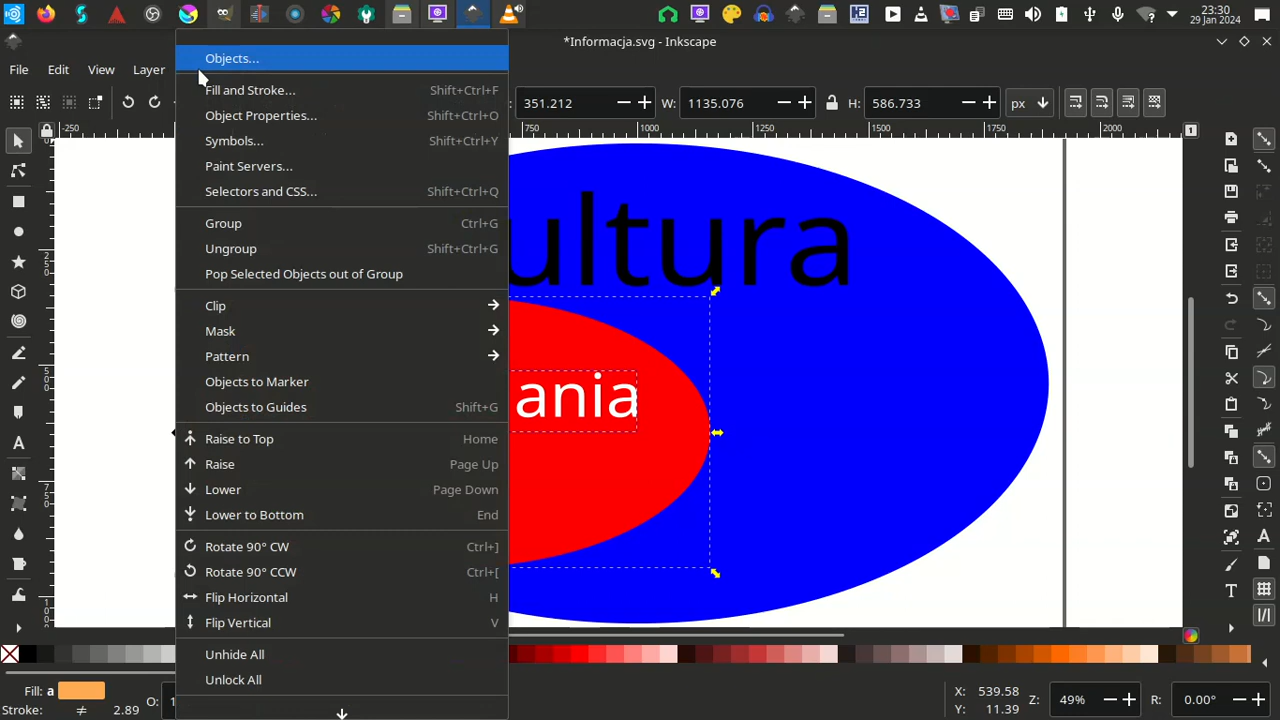 23:30
29 Jan 2024
*Informacja.svg - Inkscape
File Edit View Layer
351.212 W: 1135.076 H: 586.733 px
-250 750 1000 1250 1500 1750 2000
Objects...
Fill and Stroke... Shift+Ctrl+F
Object Properties... Shift+Ctrl+O
Symbols... Shift+Ctrl+Y
Paint Servers...
Selectors and CSS... Shift+Ctrl+Q
Group Ctrl+G
Ungroup Shift+Ctrl+G
Pop Selected Objects out of Group
Clip
Mask
Pattern
Objects to Marker
Objects to Guides Shift+G
Raise to Top Home
Raise Page Up
Lower Page Down
Lower to Bottom End
Rotate 90° CW Ctrl+]
Rotate 90° CCW Ctrl+[
Flip Horizontal H
Flip Vertical V
Unhide All
Unlock All
ultura
ania
Fill: a
Stroke: ≠ 2.89
O: 1
X: 539.58
Y: 11.39
Z: 49%
R: 0.00°